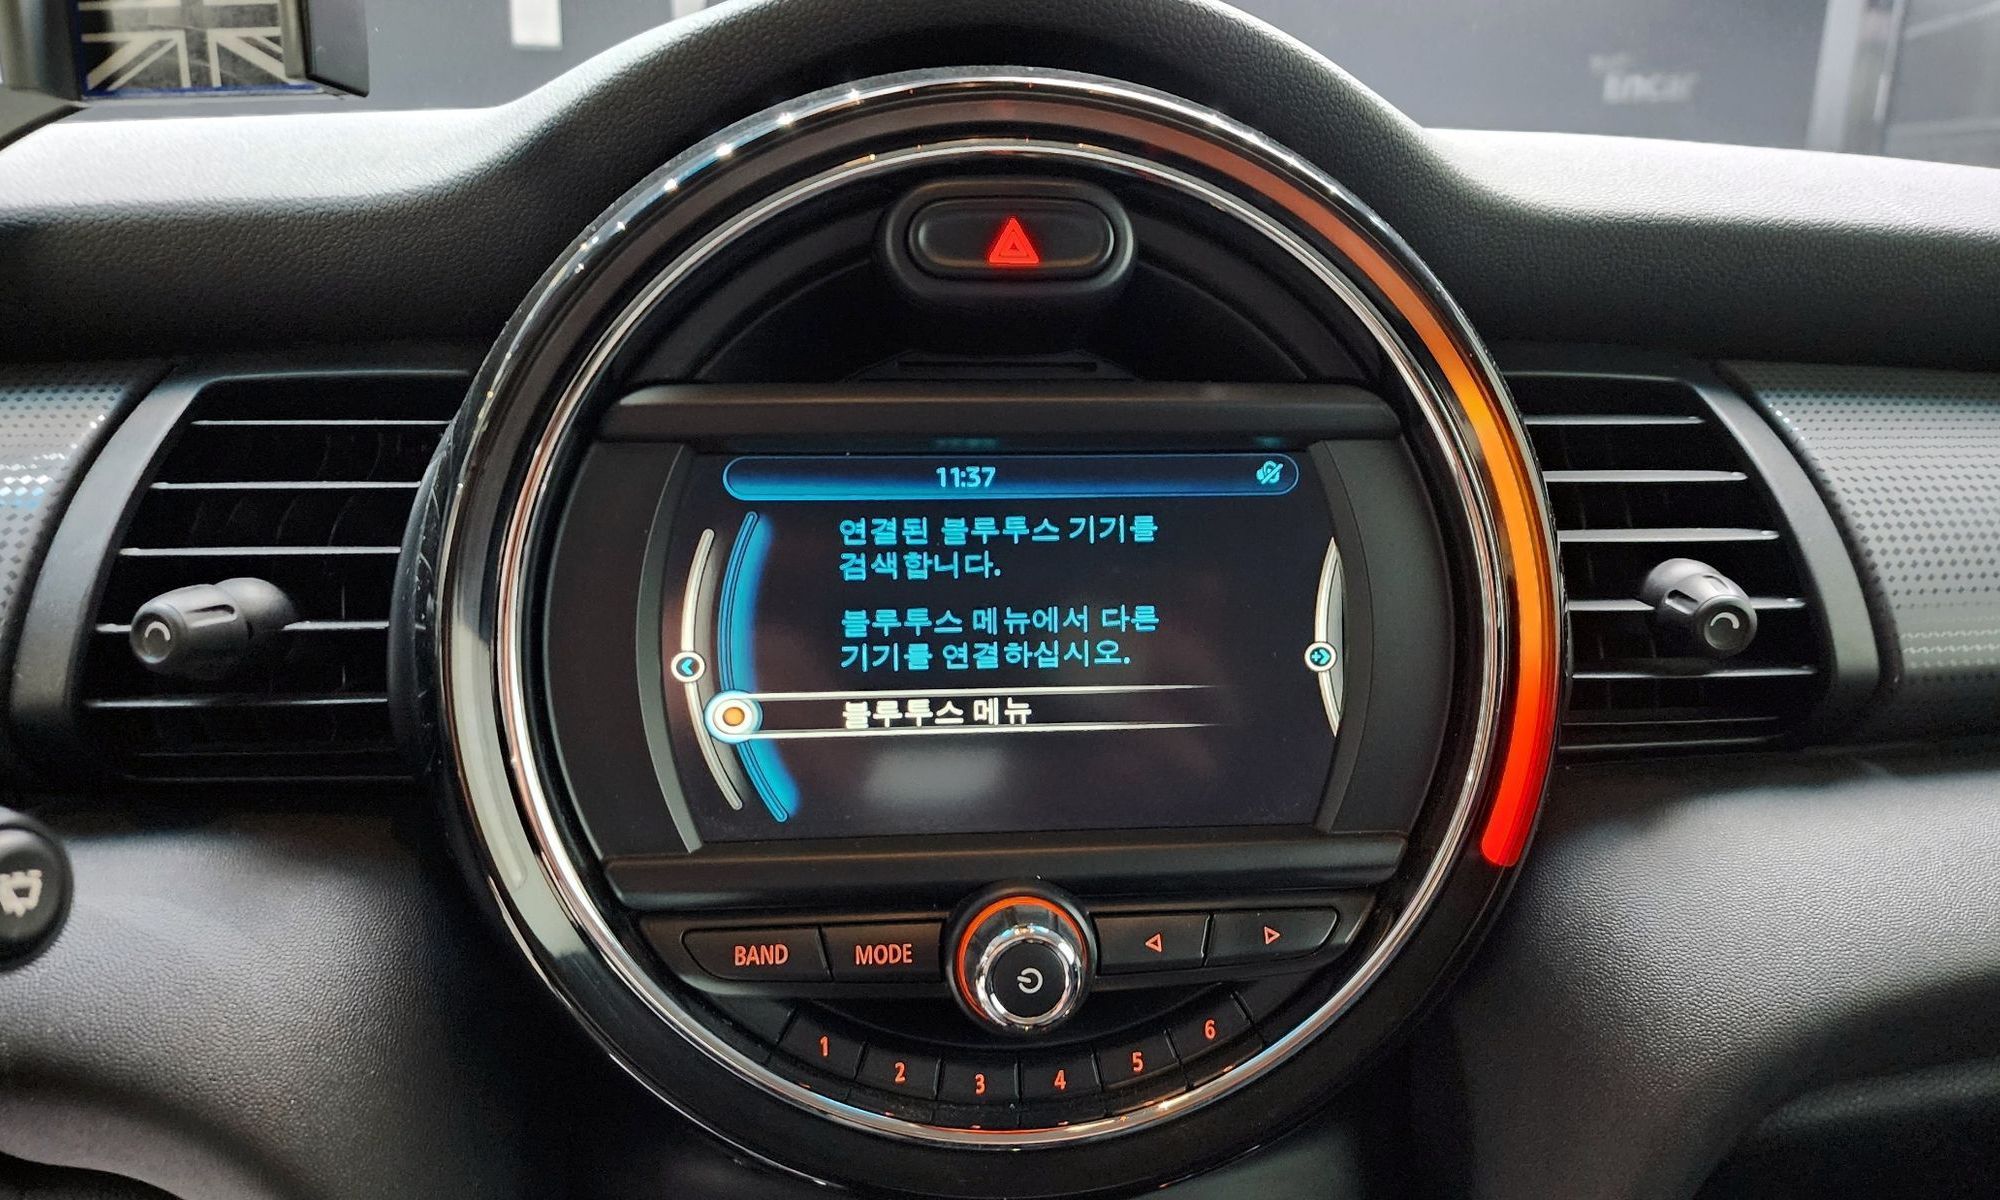 11:37
연결된 블루투스 기기를
검색합니다.
블루투스 메뉴에서 다른
기기를 연결하십시오.
블루투스 메뉴
BAND MODE
1 2 3 4 5 6